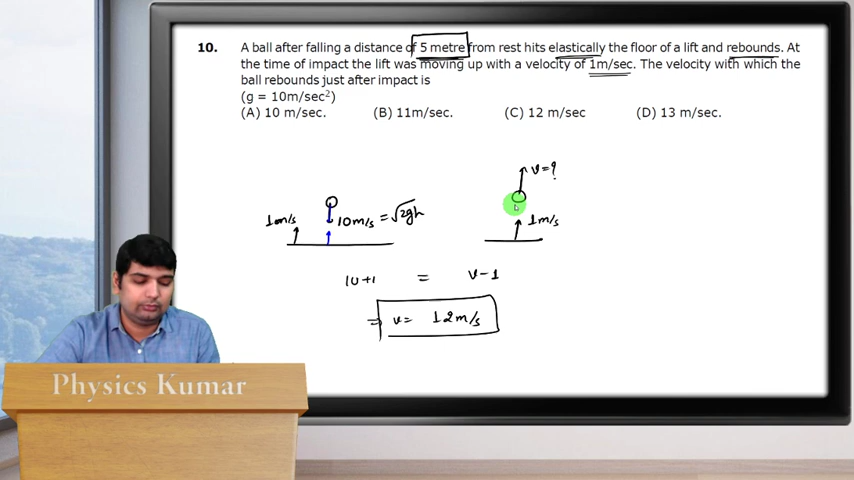 10. A ball after falling a distance of 5 metre from rest hits elastically the floor of a lift and rebounds. At
the time of impact the lift was moving up with a velocity of 1m/sec. The velocity with which the
ball rebounds just after impact is
(g = 10m/sec²)
(A) 10 m/sec. (B) 11m/sec. (C) 12 m/sec (D) 13 m/sec.
v=?
1m/s 10m/s = √2gh 1m/s
10+1 = v-1
⇒ v= 12m/s
Physics Kumar